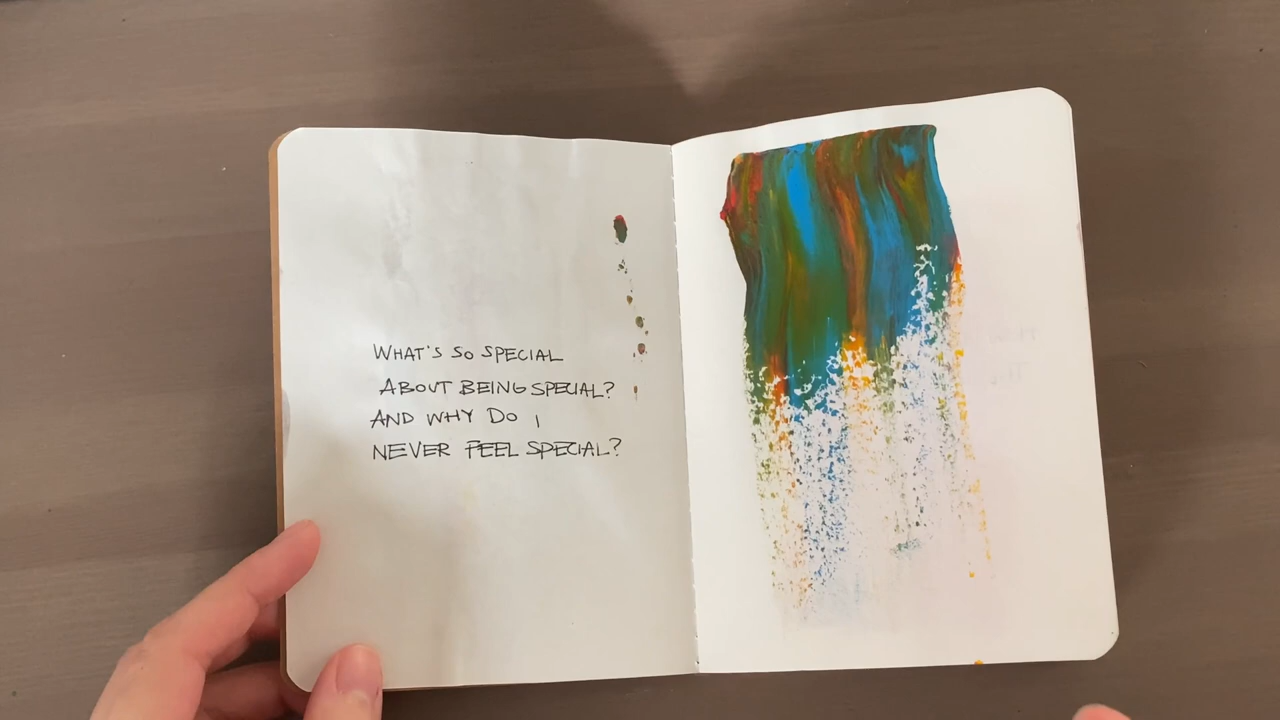 WHAT'S SO SPECIAL
ABOUT BEING SPECIAL?
AND WHY DO I
NEVER FEEL SPECIAL?